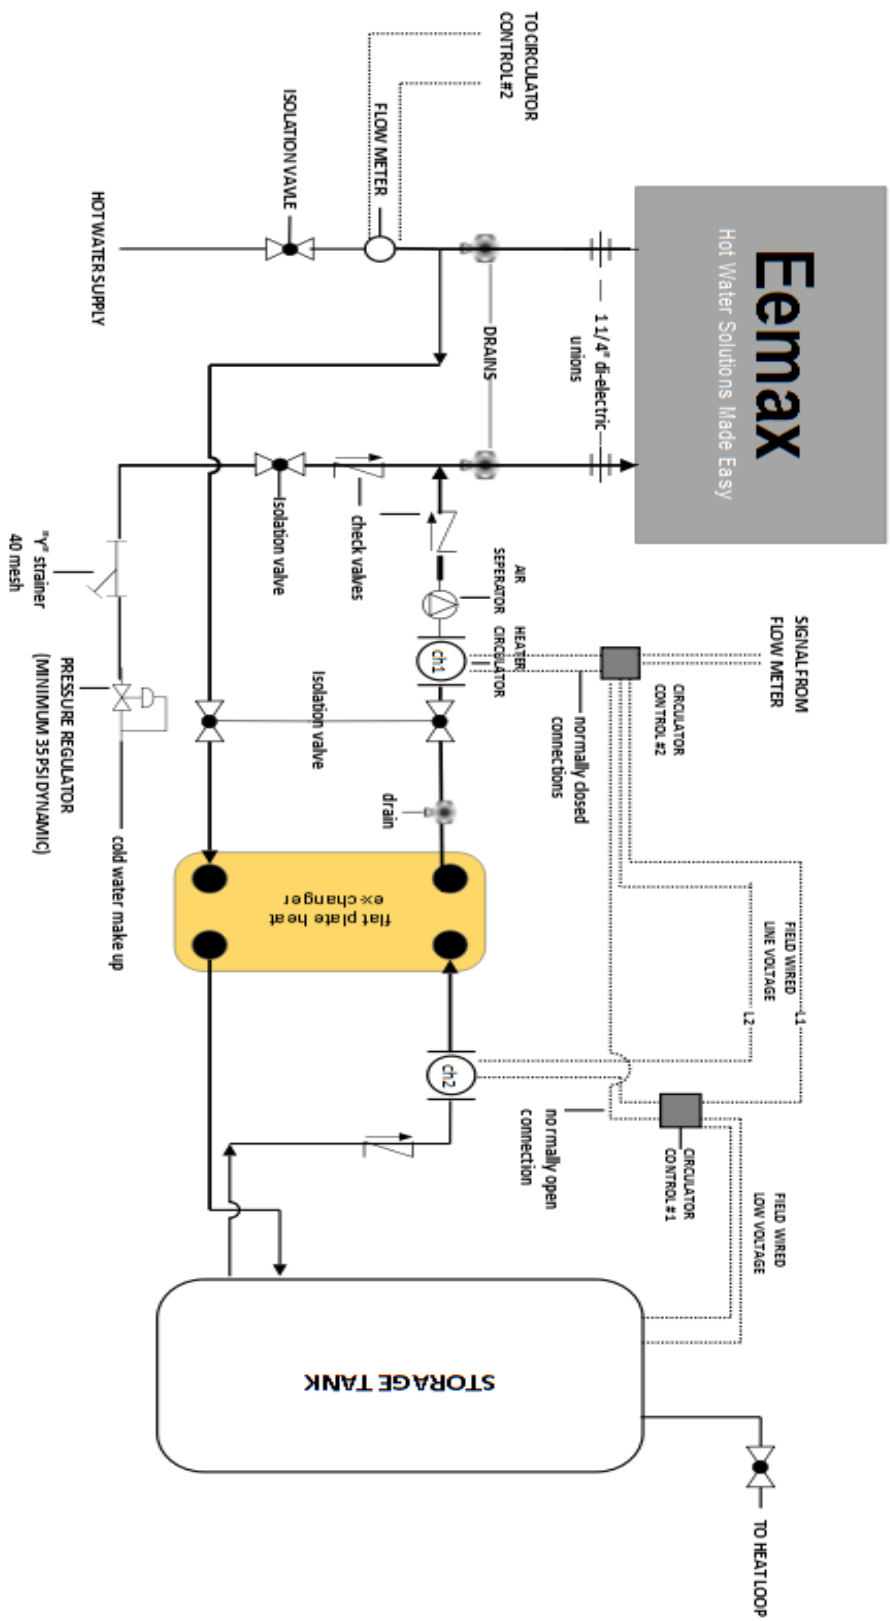 Eemax
Hot Water Solutions Made Easy
TO CIRCULATOR
CONTROL #2
FLOW METER
ISOLATION VAVLE
HOT WATER SUPPLY
1 1/4" di-electric
unions
DRAINS
check valves
Isolation valve
"Y" strainer
40 mesh
AIR
SEPERATOR
HEATER
CIRCULATOR
ch1
SIGNAL FROM
FLOW METER
CIRCULATOR
CONTROL #2
normally closed
connections
Isolation valve
PRESSURE REGULATOR
(MINIMUM 35 PSI DYNAMIC)
cold water make up
drain
flat plate heat
ex-changer
FIELD WIRED
LINE VOLTAGE
L1
L2
ch2
normally open
connection
CIRCULATOR
CONTROL #1
FIELD WIRED
LOW VOLTAGE
STORAGE TANK
TO HEAT LOOP